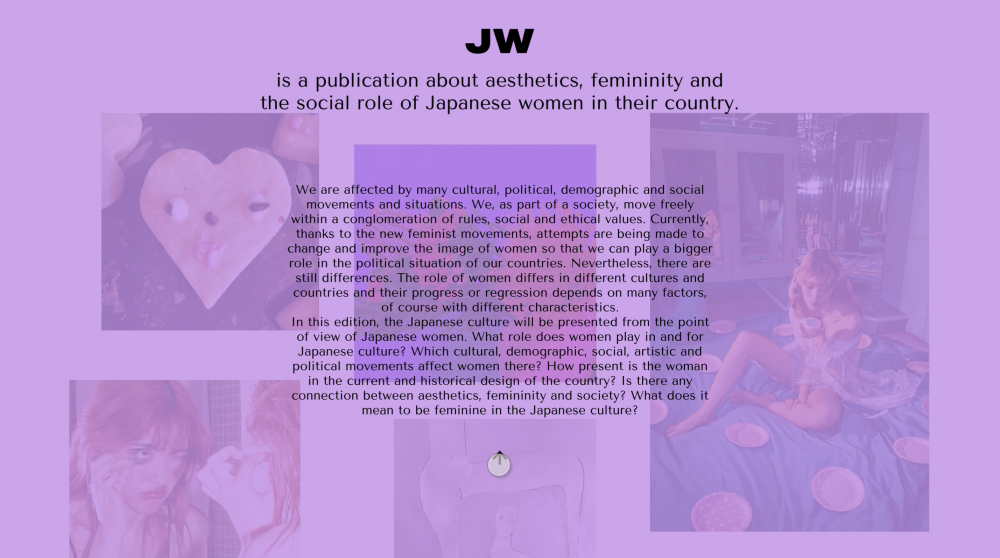 JW
is a publication about aesthetics, femininity and
the social role of Japanese women in their country.
We are affected by many cultural, political, demographic and social
movements and situations. We, as part of a society, move freely
within a conglomeration of rules, social and ethical values. Currently,
thanks to the new feminist movements, attempts are being made to
change and improve the image of women so that we can play a bigger
role in the political situation of our countries. Nevertheless, there are
still differences. The role of women differs in different cultures and
countries and their progress or regression depends on many factors,
of course with different characteristics.
In this edition, the Japanese culture will be presented from the point
of view of Japanese women. What role does women play in and for
Japanese culture? Which cultural, demographic, social, artistic and
political movements affect women there? How present is the woman
in the current and historical design of the country? Is there any
connection between aesthetics, femininity and society? What does it
mean to be feminine in the Japanese culture?